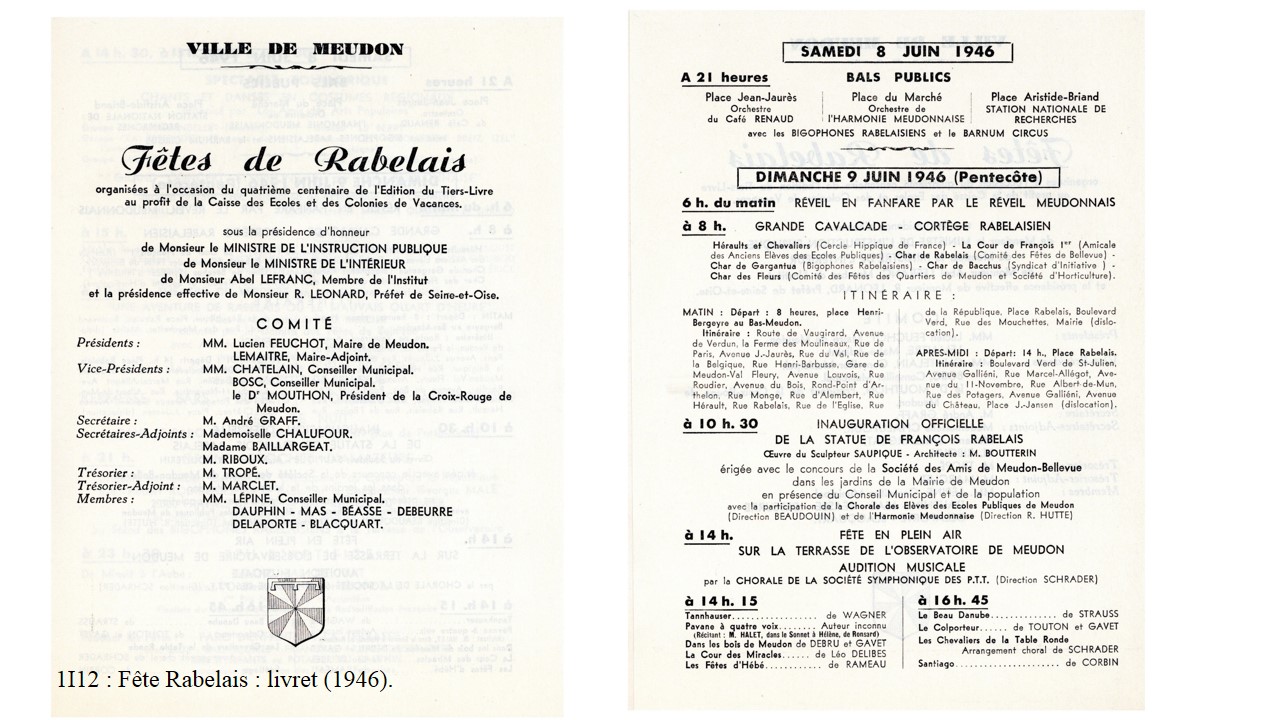 VILLE DE MEUDON
Fêtes de Rabelais
organisées à l'occasion du quatrième centenaire de l'Edition du Tiers-Livre
au profit de la Caisse des Ecoles et des Colonies de Vacances.
sous la présidence d'honneur
de Monsieur le MINISTRE DE L'INSTRUCTION PUBLIQUE
de Monsieur le MINISTRE DE L'INTÉRIEUR
de Monsieur Abel LEFRANC, Membre de l'Institut
et la présidence effective de Monsieur R. LEONARD, Préfet de Seine-et-Oise.
COMITÉ
Présidents : MM. Lucien FEUCHOT, Maire de Meudon.
LEMAITRE, Maire-Adjoint.
Vice-Présidents : MM. CHATELAIN, Conseiller Municipal.
BOSC, Conseiller Municipal.
le Dr MOUTHON, Président de la Croix-Rouge de
Meudon.
Secrétaire : M. André GRAFF.
Secrétaires-Adjoints : Mademoiselle CHALUFOUR.
Madame BAILLARGEAT.
M. RIBOUX.
Trésorier : M. TROPÉ.
Trésorier-Adjoint : M. MARCLET.
Membres : MM. LÉPINE, Conseiller Municipal.
DAUPHIN - MAS - BÉASSE - DEBEURRE
DELAPORTE - BLACQUART.
1I12 : Fête Rabelais : livret (1946).
SAMEDI 8 JUIN 1946
A 21 heures BALS PUBLICS
Place Jean-Jaurès
Orchestre
du Café RENAUD
Place du Marché
Orchestre de
l'HARMONIE MEUDONNAISE
Place Aristide-Briand
STATION NATIONALE DE
RECHERCHES
avec les BIGOPHONES RABELAISIENS et le BARNUM CIRCUS
DIMANCHE 9 JUIN 1946 (Pentecôte)
6 h. du matin RÉVEIL EN FANFARE PAR LE RÉVEIL MEUDONNAIS
à 8 h. GRANDE CAVALCADE - CORTÈGE RABELAISIEN
Héraults et Chevaliers (Cercle Hippique de France) - La Cour de François 1er (Amicale
des Anciens Elèves des Ecoles Publiques) - Char de Rabelais (Comité des Fêtes de Bellevue) -
Char de Gargantua (Bigophones Rabelaisiens) - Char de Bacchus (Syndicat d'Initiative ) -
Char des Fleurs (Comité des Fêtes des Quartiers de Meudon et Société d'Horticulture).
ITINÉRAIRE :
MATIN : Départ : 8 heures, place Henri-
Bergeyre au Bas-Meudon.
Itinéraire : Route de Vaugirard, Avenue
de Verdun, la Ferme des Moulineaux, Rue de
Paris, Avenue J.-Jaurès, Rue du Val, Rue de
la Belgique, Rue Henri-Barbusse, Gare de
Meudon-Val Fleury, Avenue Louvois, Rue
Roudier, Avenue du Bois, Rond-Point d'Ar-
thelon, Rue Monge, Rue d'Alembert, Rue
Hérault, Rue Rabelais, Rue de l'Eglise, Rue
de la République, Place Rabelais, Boulevard
Verd, Rue des Mouchettes, Mairie (dislo-
cation).
APRES-MIDI : Départ: 14 h., Place Rabelais.
Itinéraire : Boulevard Verd de St-Julien,
Avenue Galliéni, Rue Marcel-Allégot, Ave-
nue du 11-Novembre, Rue Albert-de-Mun,
Rue des Potagers, Avenue Galliéni, Avenue
du Château, Place J.-Jansen (dislocation).
à 10 h. 30 INAUGURATION OFFICIELLE
DE LA STATUE DE FRANÇOIS RABELAIS
Œuvre du Sculpteur SAUPIQUE - Architecte : M. BOUTTERIN
érigée avec le concours de la Société des Amis de Meudon-Bellevue
dans les jardins de la Mairie de Meudon
en présence du Conseil Municipal et de la population
avec la participation de la Chorale des Elèves des Ecoles Publiques de Meudon
(Direction BEAUDOUIN) et de l'Harmonie Meudonnaise (Direction R. HUTTE)
à 14 h. FÊTE EN PLEIN AIR
SUR LA TERRASSE DE L'OBSERVATOIRE DE MEUDON
AUDITION MUSICALE
par la CHORALE DE LA SOCIÉTÉ SYMPHONIQUE DES P.T.T. (Direction SCHRADER)
à 14 h. 15
Tannhauser..................... de WAGNER
Pavane à quatre voix.......... Auteur inconnu
(Récitant : M. HALET, dans le Sonnet à Hélène, de Ronsard)
Dans les bois de Meudon de DEBRU et GAVET
La Cour des Miracles...... de Léo DELIBES
Les Fêtes d'Hébé............ de RAMEAU
à 16 h. 45
Le Beau Danube.................. de STRAUSS
Le Colporteur...... de TOUTON et GAVET
Les Chevaliers de la Table Ronde
Arrangement choral de SCHRADER
Santiago.......................... de CORBIN